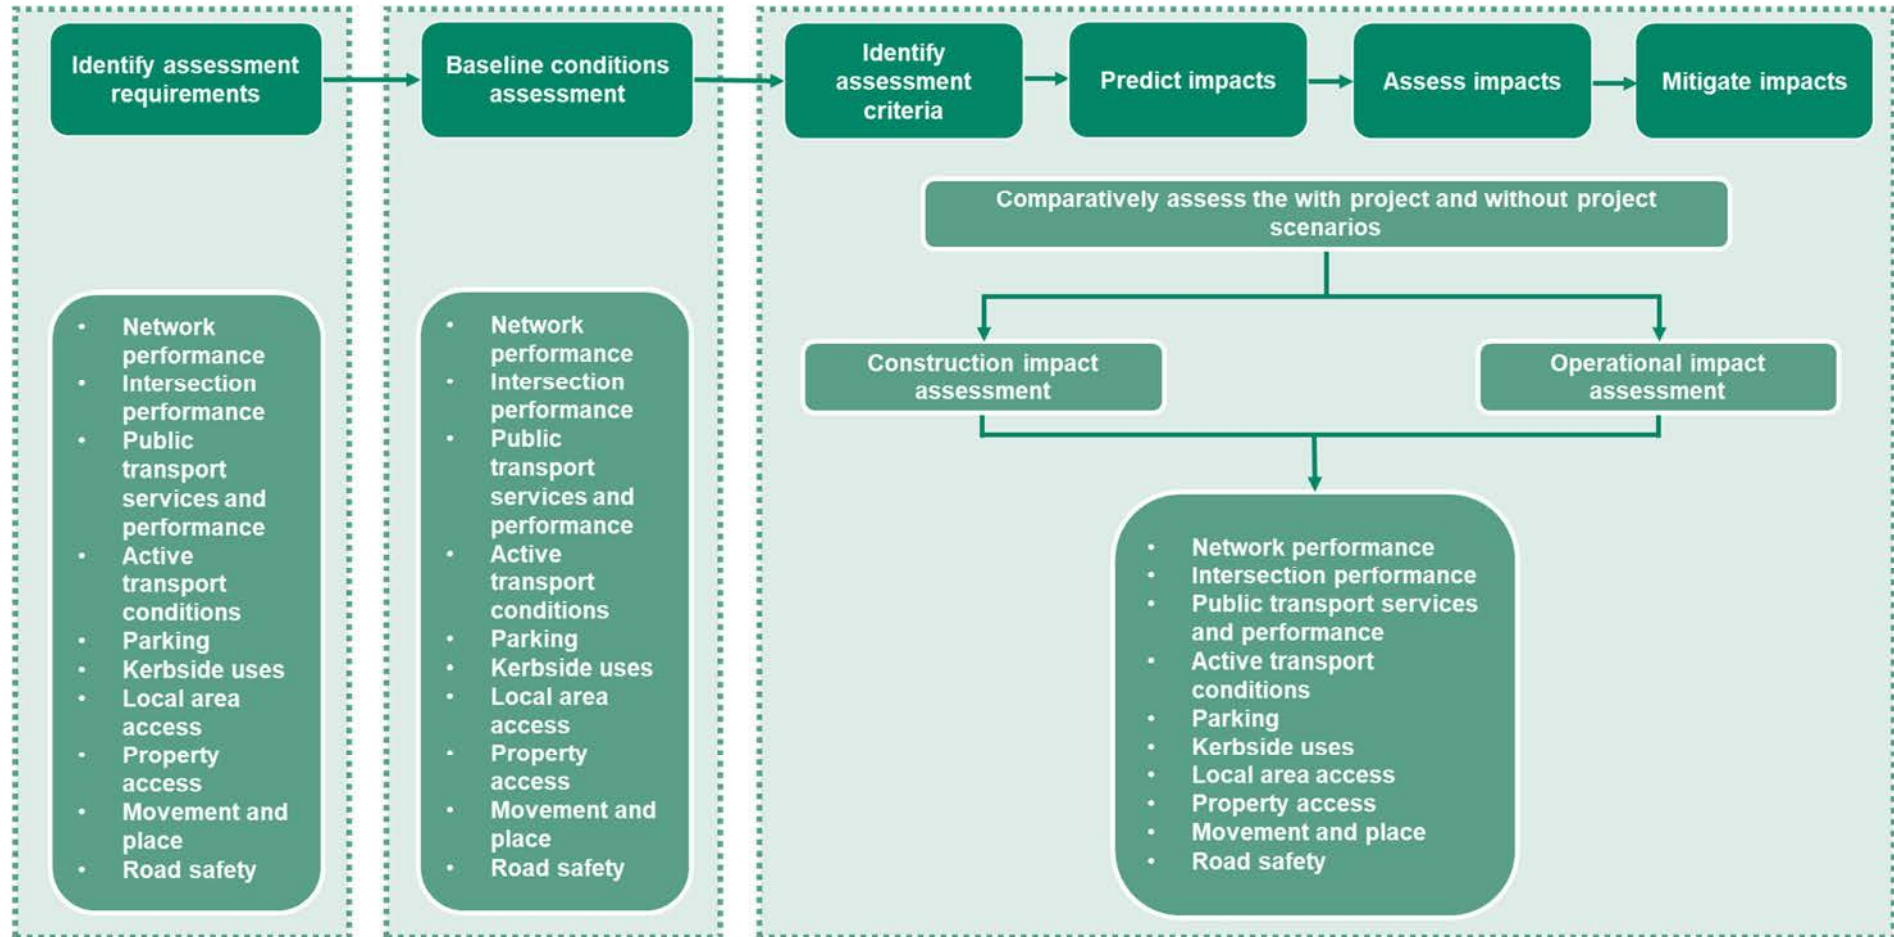 Identify assessment
requirements
Baseline conditions
assessment
Identify
assessment
criteria
Predict impacts
Assess impacts
Mitigate impacts
Comparatively assess the with project and without project
scenarios
Construction impact
assessment
Operational impact
assessment
• Network
performance
• Intersection
performance
• Public
transport
services and
performance
• Active
transport
conditions
• Parking
• Kerbside uses
• Local area
access
• Property
access
• Movement and
place
• Road safety
• Network
performance
• Intersection
performance
• Public
transport
services and
performance
• Active
transport
conditions
• Parking
• Kerbside uses
• Local area
access
• Property
access
• Movement and
place
• Road safety
• Network performance
• Intersection performance
• Public transport services
and performance
• Active transport
conditions
• Parking
• Kerbside uses
• Local area access
• Property access
• Movement and place
• Road safety